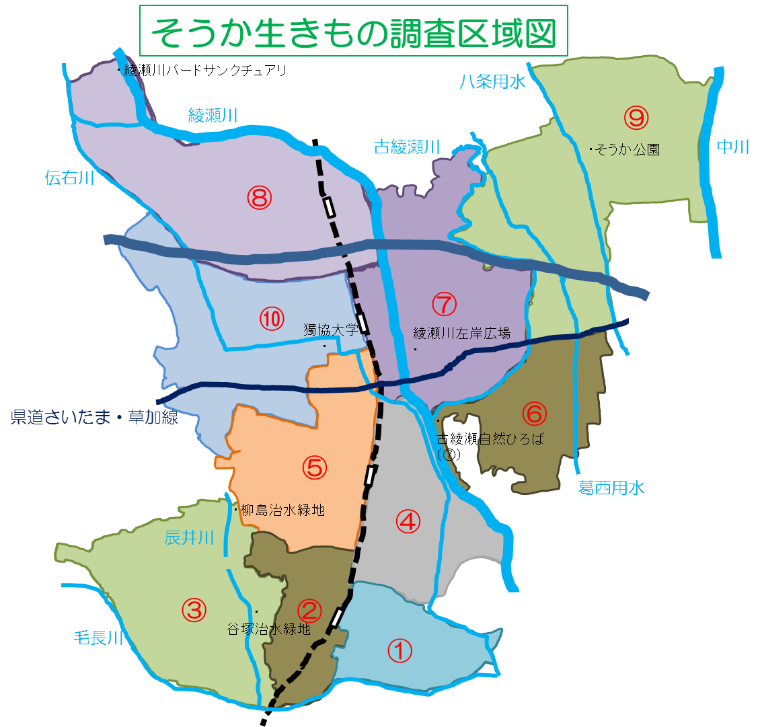 そうか生きもの調査区域図
・綾瀬川バードサンクチュアリ
八条用水
綾瀬川
⑨
・そうか公園
中川
古綾瀬川
伝右川
⑧
⑦
⑩
獨協大学
・
綾瀬川左岸広場
・
県道さいたま・草加線
⑥
・
古綾瀬自然ひろば
(⑦)
⑤
葛西用水
・柳島治水緑地
④
辰井川
③
・
②
谷塚治水緑地
毛長川
①